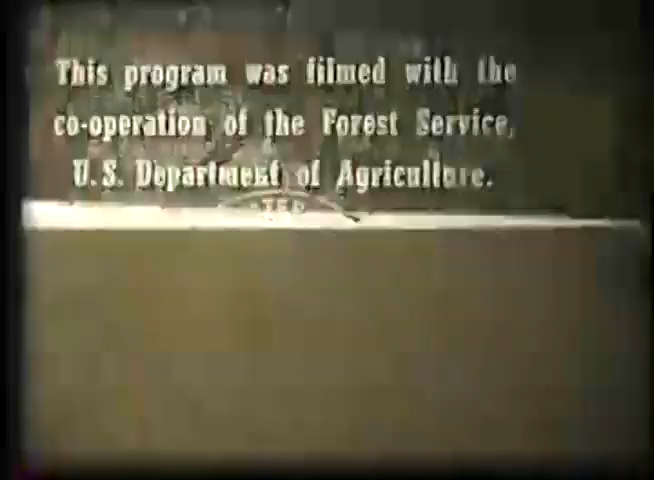 This program was filmed with the
co-operation of the Forest Service,
U.S. Department of Agriculture.